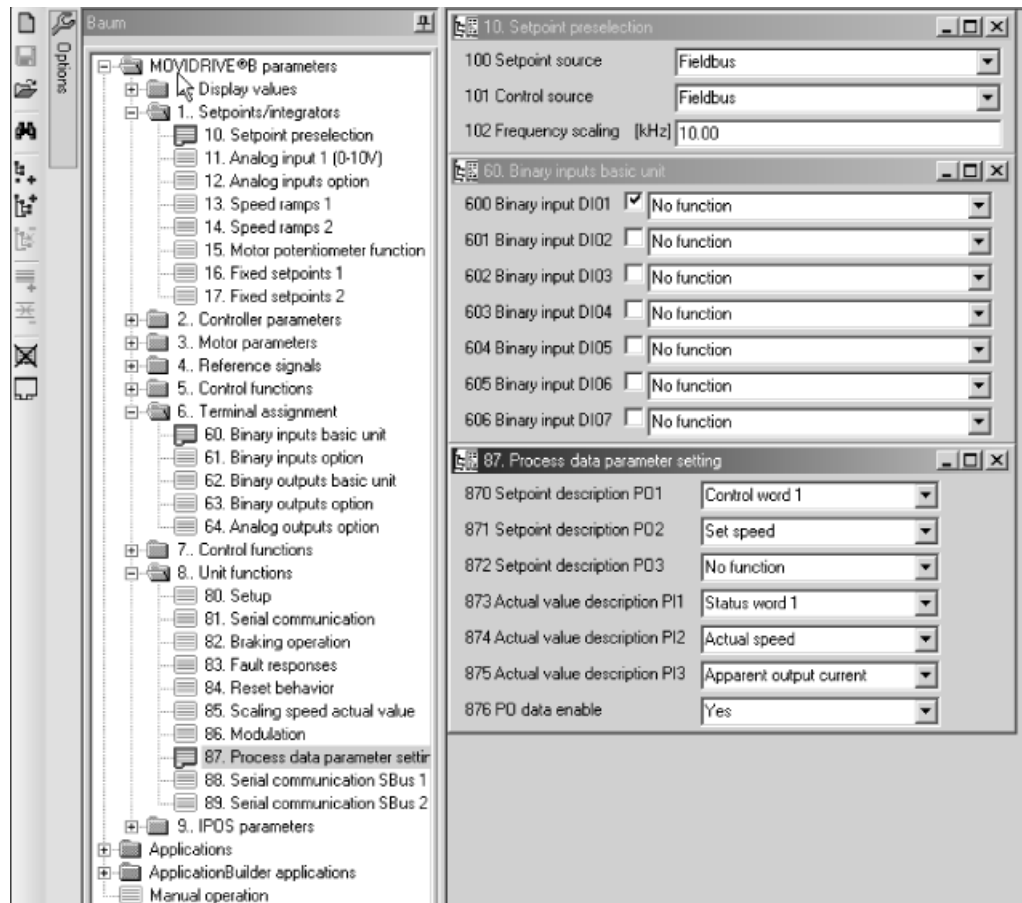 Options
Baum
MOVIDRIVE®B parameters
Display values
1.. Setpoints/integrators
10. Setpoint preselection
11. Analog input 1 (0-10V)
12. Analog inputs option
13. Speed ramps 1
14. Speed ramps 2
15. Motor potentiometer function
16. Fixed setpoints 1
17. Fixed setpoints 2
2.. Controller parameters
3.. Motor parameters
4.. Reference signals
5.. Control functions
6.. Terminal assignment
60. Binary inputs basic unit
61. Binary inputs option
62. Binary outputs basic unit
63. Binary outputs option
64. Analog outputs option
7.. Control functions
8.. Unit functions
80. Setup
81. Serial communication
82. Braking operation
83. Fault responses
84. Reset behavior
85. Scaling speed actual value
86. Modulation
87. Process data parameter settir
88. Serial communication SBus 1
89. Serial communication SBus 2
9.. IPOS parameters
Applications
ApplicationBuilder applications
Manual operation
10. Setpoint preselection
100 Setpoint source Fieldbus
101 Control source Fieldbus
102 Frequency scaling [kHz] 10.00
60. Binary inputs basic unit
600 Binary input DI01 No function
601 Binary input DI02 No function
602 Binary input DI03 No function
603 Binary input DI04 No function
604 Binary input DI05 No function
605 Binary input DI06 No function
606 Binary input DI07 No function
87. Process data parameter setting
870 Setpoint description PO1 Control word 1
871 Setpoint description PO2 Set speed
872 Setpoint description PO3 No function
873 Actual value description PI1 Status word 1
874 Actual value description PI2 Actual speed
875 Actual value description PI3 Apparent output current
876 PO data enable Yes